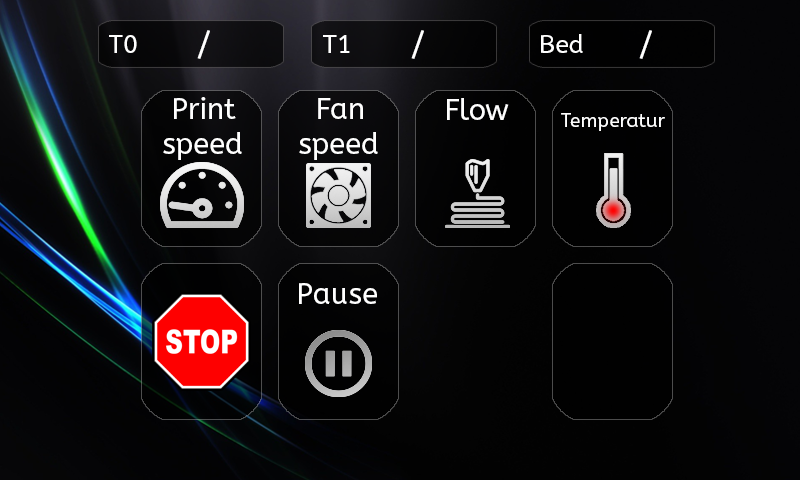 T0 /
T1 /
Bed /
Print
speed
Fan
speed
Flow
Temperatur
STOP
Pause